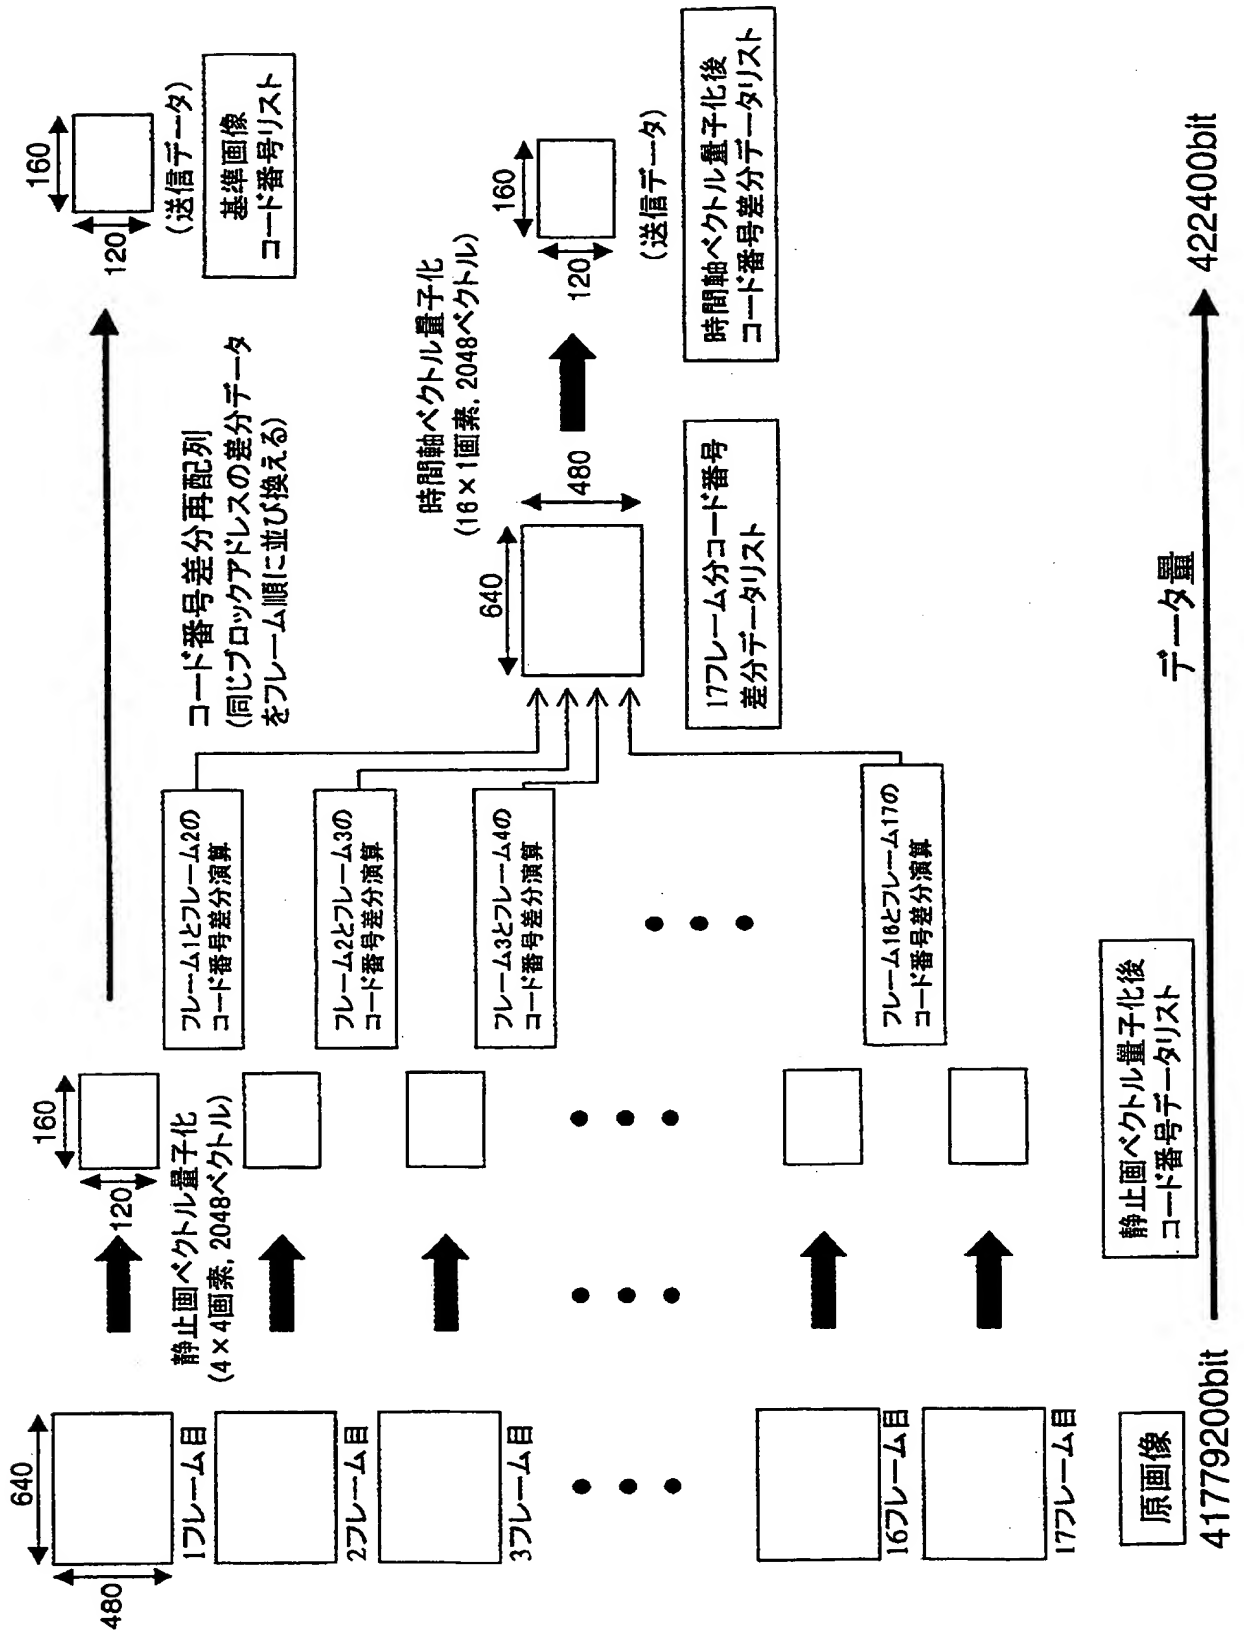 640
480
1フレーム目
2フレーム目
3フレーム目
16フレーム目
17フレーム目
原画像
41779200bit
静止画ベクトル量子化
(4×4画素, 2048ベクトル)
160
120
静止画ベクトル量子化後
コード番号データリスト
フレーム1とフレーム2の
コード番号差分演算
フレーム2とフレーム3の
コード番号差分演算
フレーム3とフレーム4の
コード番号差分演算
フレーム16とフレーム17の
コード番号差分演算
コード番号差分再配列
(同じブロックアドレスの差分データ
をフレーム順に並び換える)
640
480
17フレーム分コード番号
差分データリスト
時間軸ベクトル量子化
(16×1画素, 2048ベクトル)
160
120
(送信データ)
基準画像
コード番号リスト
160
120
(送信データ)
時間軸ベクトル量子化後
コード番号差分データリスト
データ量
422400bit